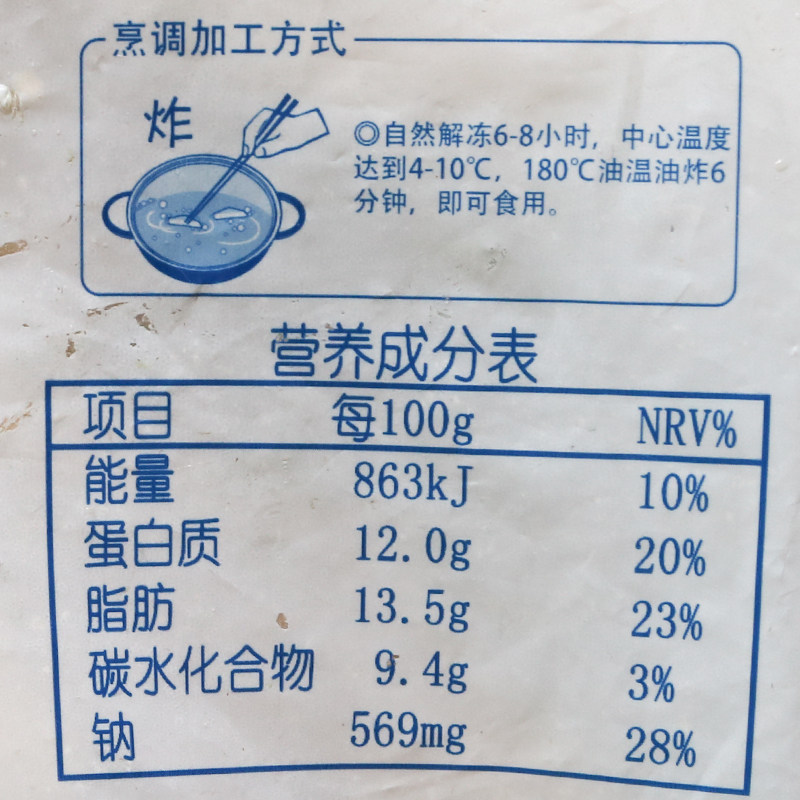 烹调加工方式
炸
◎自然解冻6-8小时，中心温度
达到4-10℃，180℃油温油炸6
分钟，即可食用。
营养成分表
项目 每100g NRV%
能量 863kJ 10%
蛋白质 12.0g 20%
脂肪 13.5g 23%
碳水化合物 9.4g 3%
钠 569mg 28%